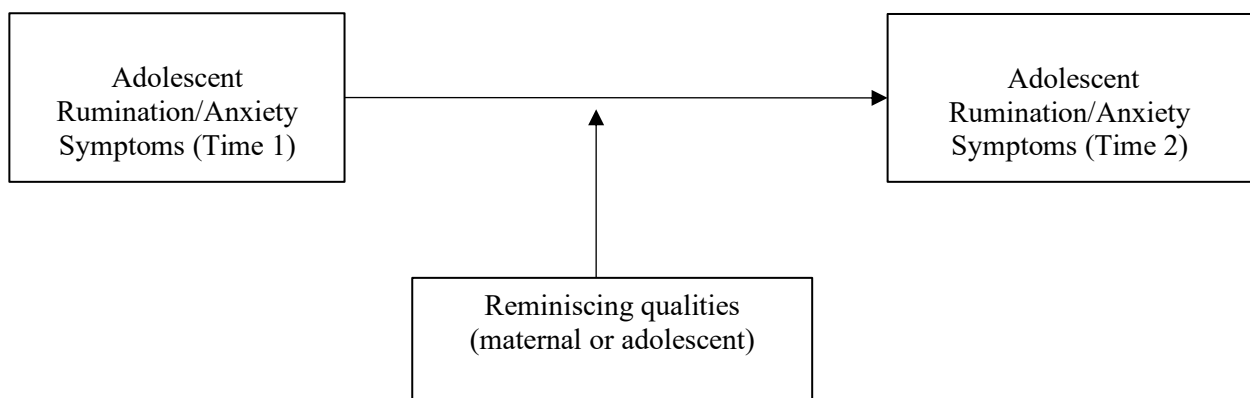 Adolescent
Rumination/Anxiety
Symptoms (Time 1)
Adolescent
Rumination/Anxiety
Symptoms (Time 2)
Reminiscing qualities
(maternal or adolescent)